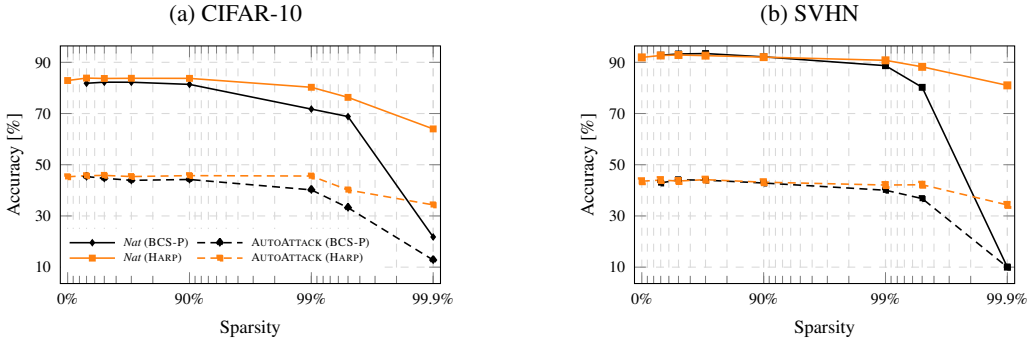 (a) CIFAR-10
Accuracy [%]
90
70
50
30
10
0% 90% 99% 99.9%
Sparsity
Nat (BCS-P) AUTOATTACK (BCS-P)
Nat (HARP) AUTOATTACK (HARP)
(b) SVHN
Accuracy [%]
90
70
50
30
10
0% 90% 99% 99.9%
Sparsity